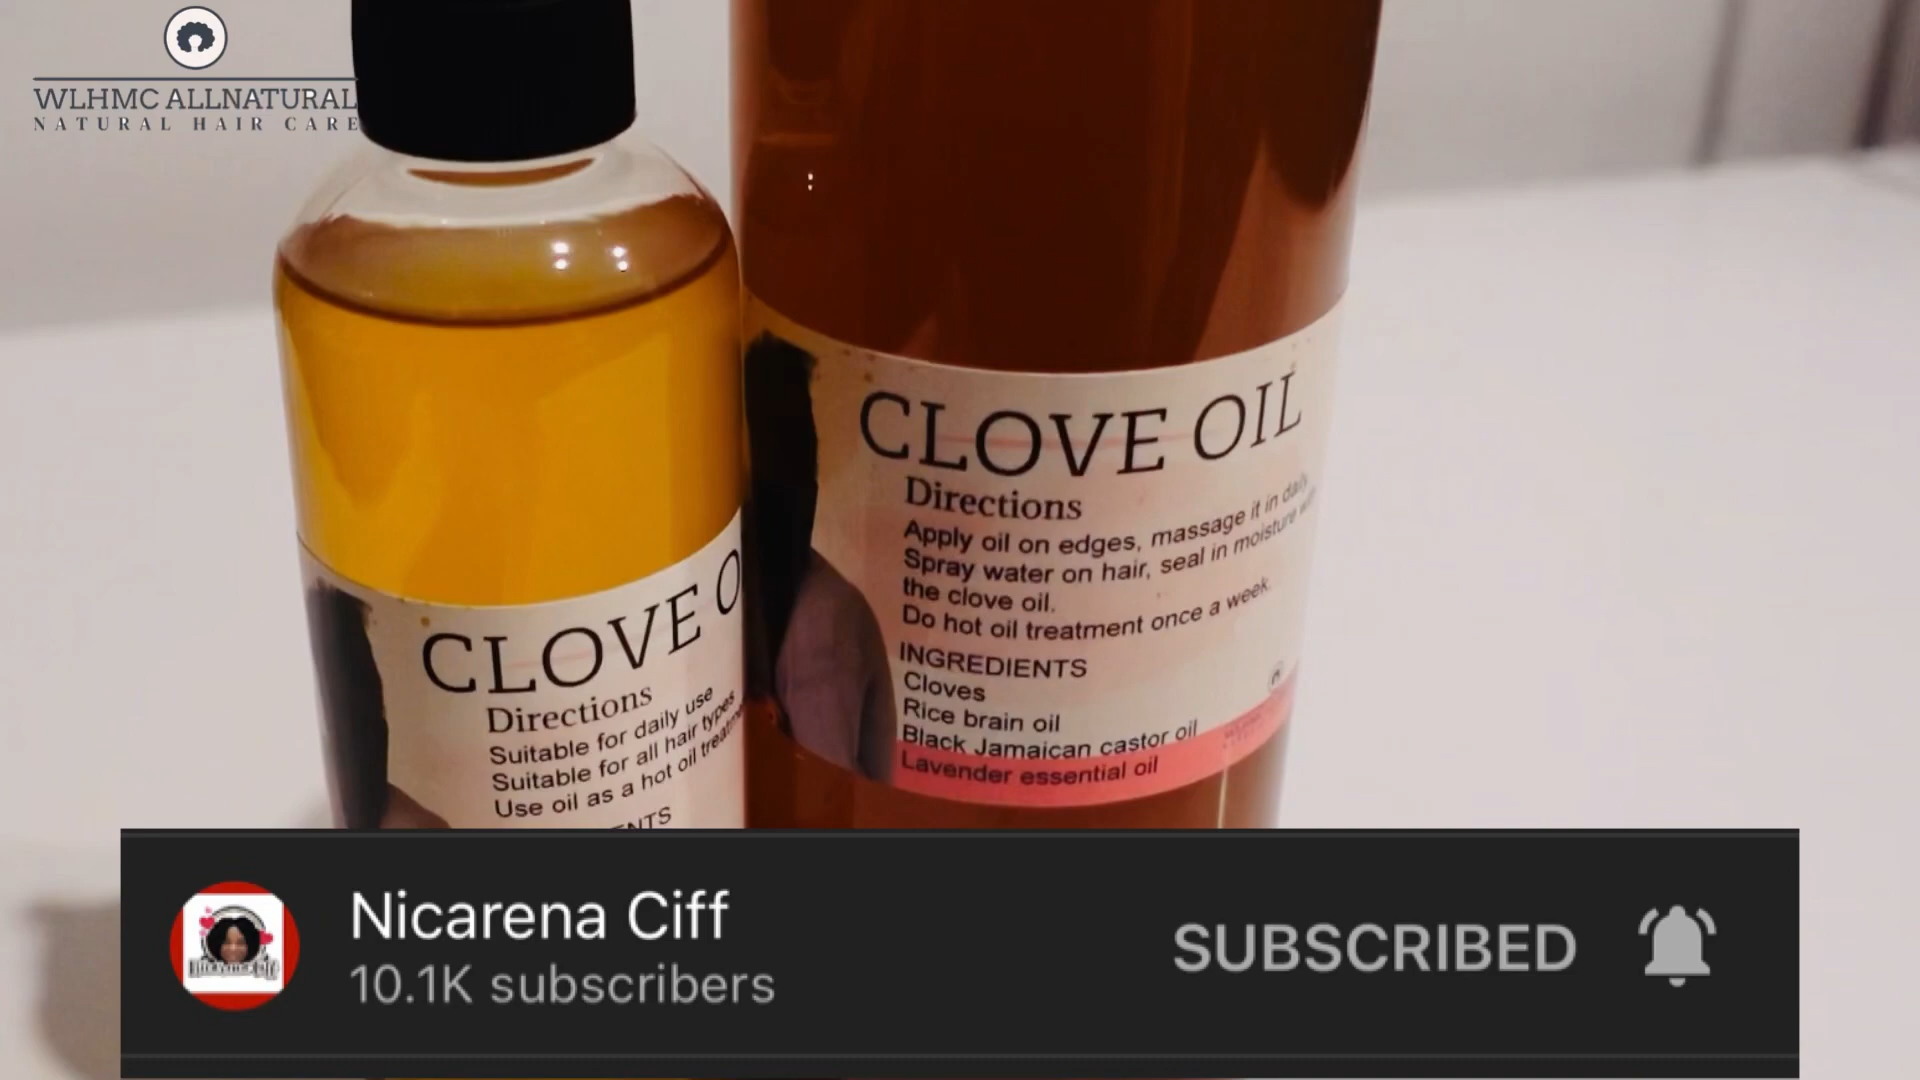 WLHMC ALLNATURAL
NATURAL HAIR CARE
CLOVE O
Directions
Suitable for daily use
Suitable for all hair types
Use oil as a hot oil
CLOVE OIL
Directions
Apply oil on edges, massage it in daily
Spray water on hair, seal in moisture
the clove oil.
Do hot oil treatment once a week.
INGREDIENTS
Cloves
Rice brain oil
Black Jamaican castor oil
Lavender essential oil
Nicarena Ciff
10.1K subscribers
SUBSCRIBED